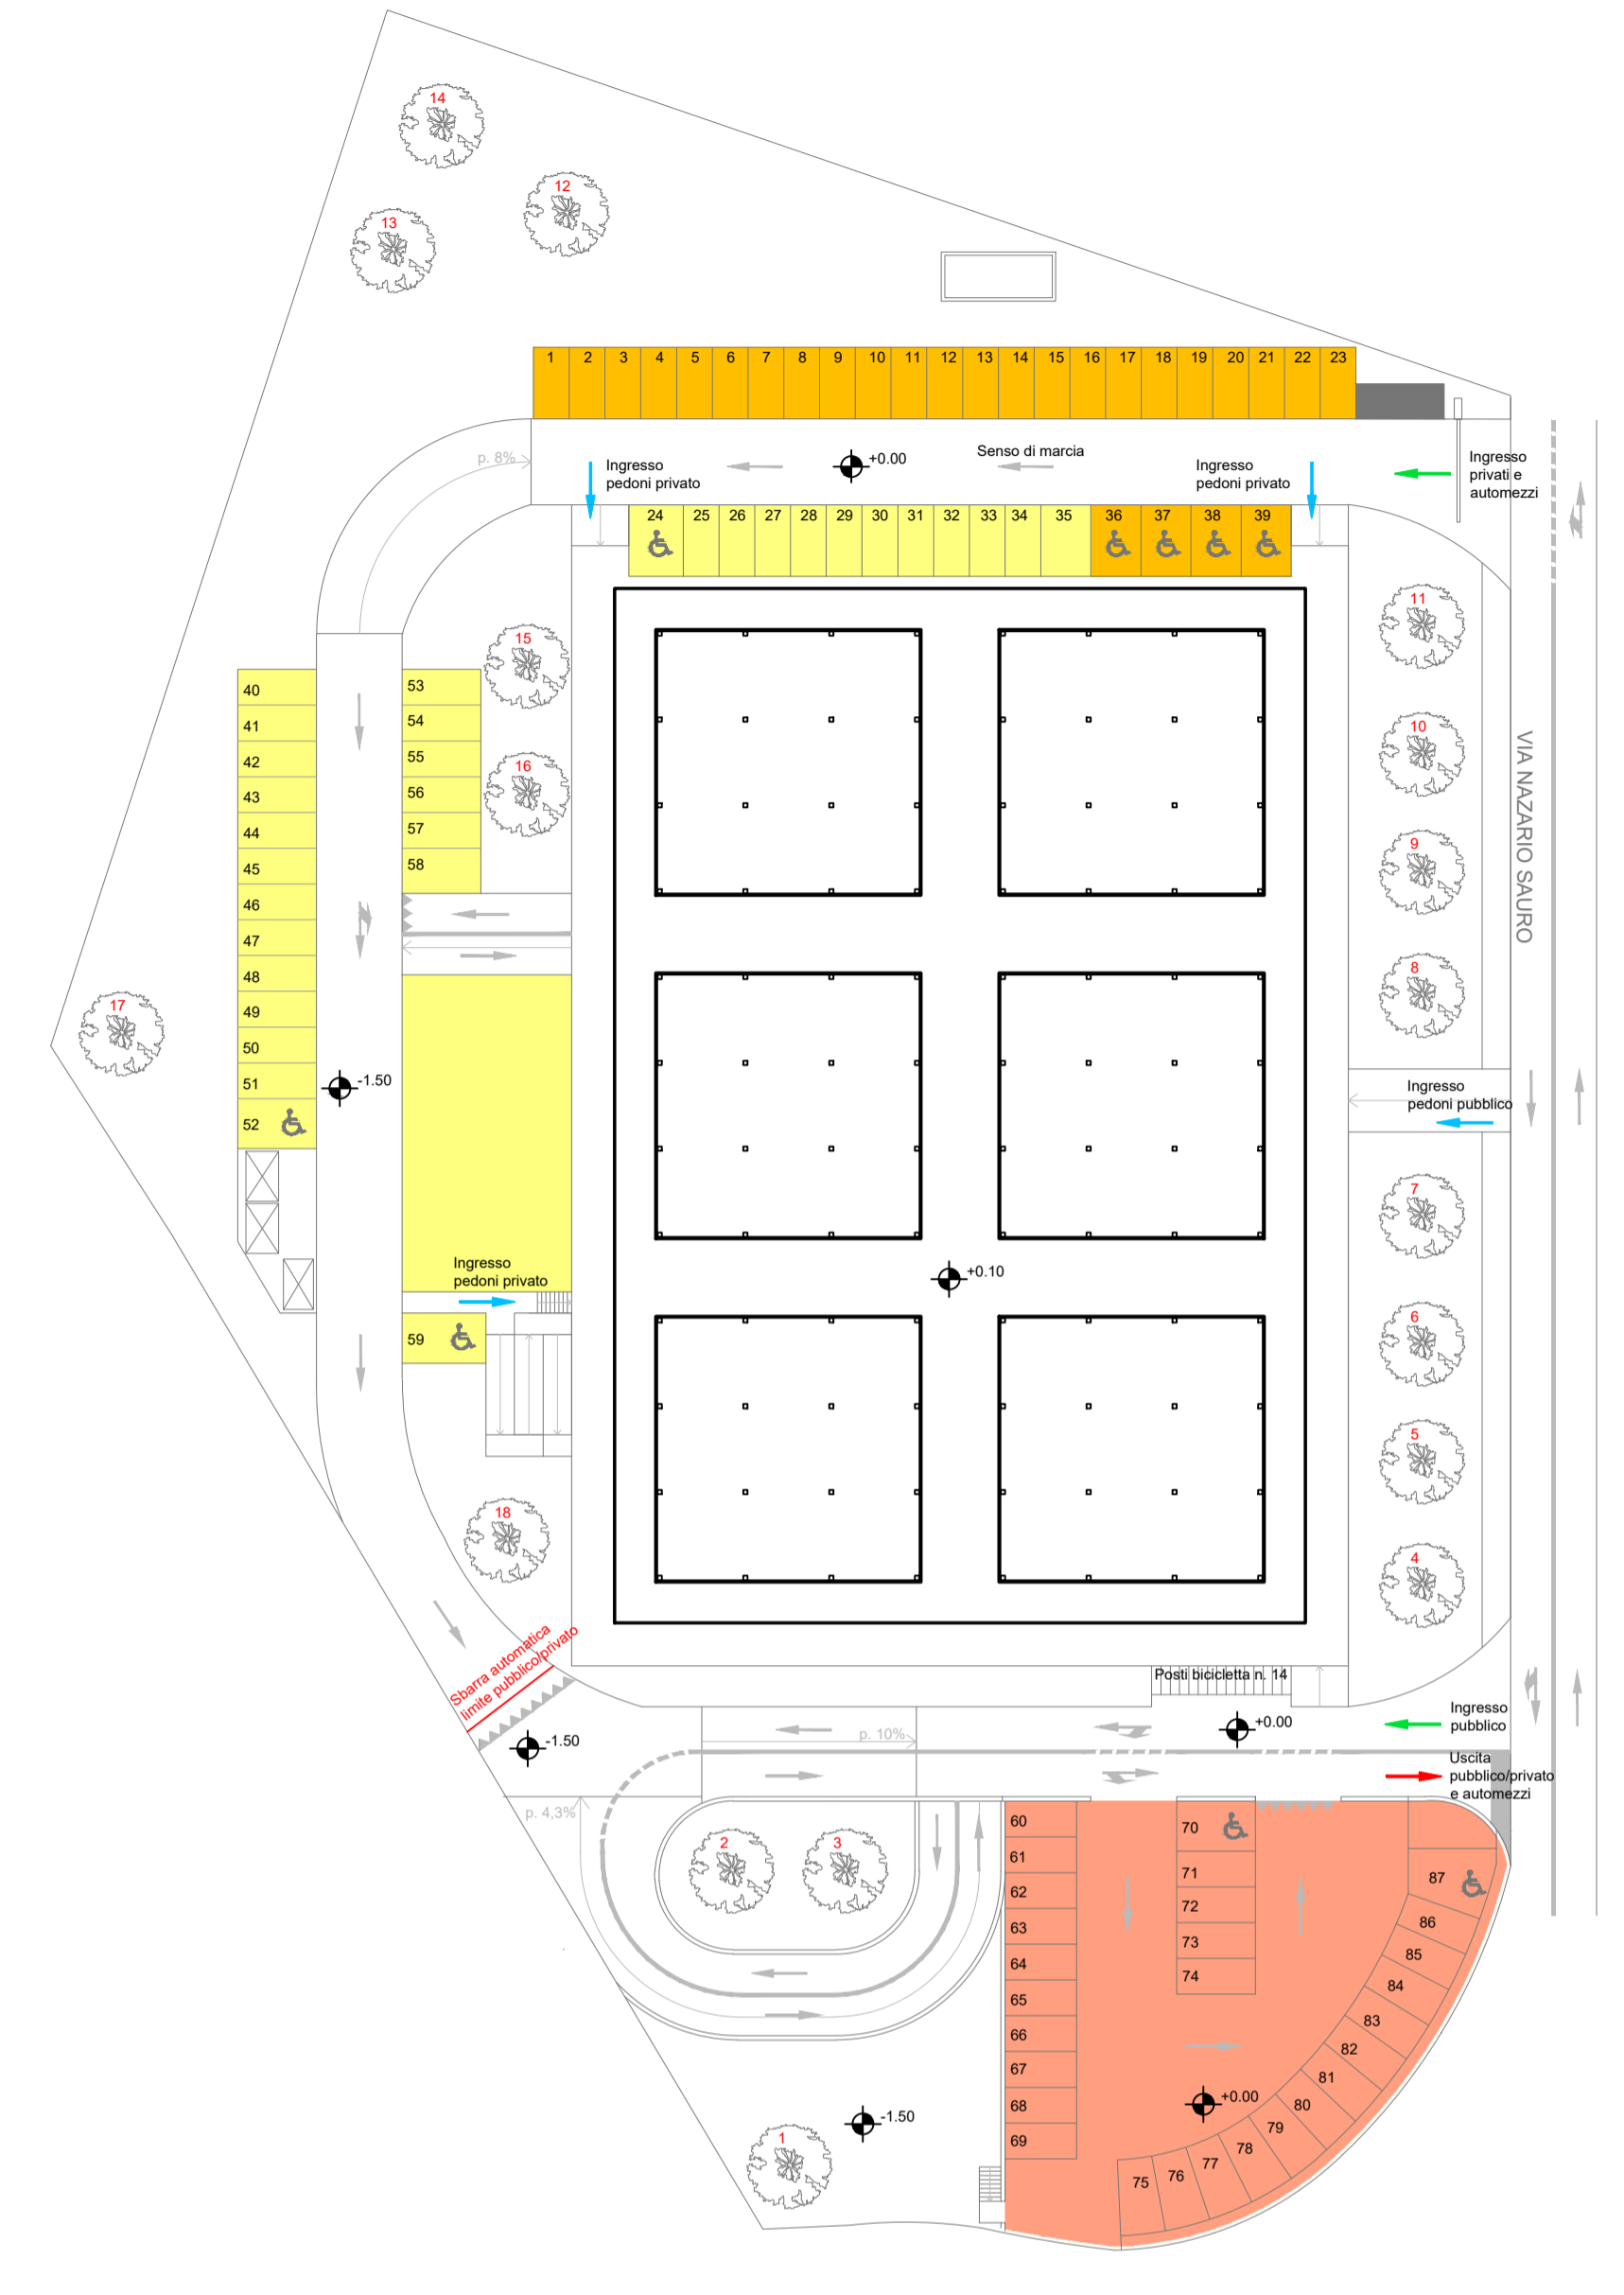 14
12
13
1 2 3 4 5 6 7 8 9 10 11 12 13 14 15 16 17 18 19 20 21 22 23
p. 8%
Ingresso
pedoni privato
+0.00
Senso di marcia
Ingresso
pedoni privato
Ingresso
privati e
automezzi
24 25 26 27 28 29 30 31 32 33 34 35 36 37 38 39
11
15
40
53
41
54
10
42
55
16
43
56
44
57
9
45
58
46
VIA NAZARIO SAURO
47
48
8
49
17
50
51
-1.50
Ingresso
pedoni pubblico
52
7
Ingresso
pedoni privato
+0.10
59
6
5
18
4
Sbarra automatica
limite pubblico/privato
Posti bicicletta n. 14
-1.50
p. 10%
+0.00
Ingresso
pubblico
Uscita
pubblico/privato
e automezzi
p. 4,3%
2
3
60
61
62
63
64
65
66
67
68
69
70
71
72
73
74
87
86
85
84
83
82
81
80
79
78
77
76
75
+0.00
-1.50
1